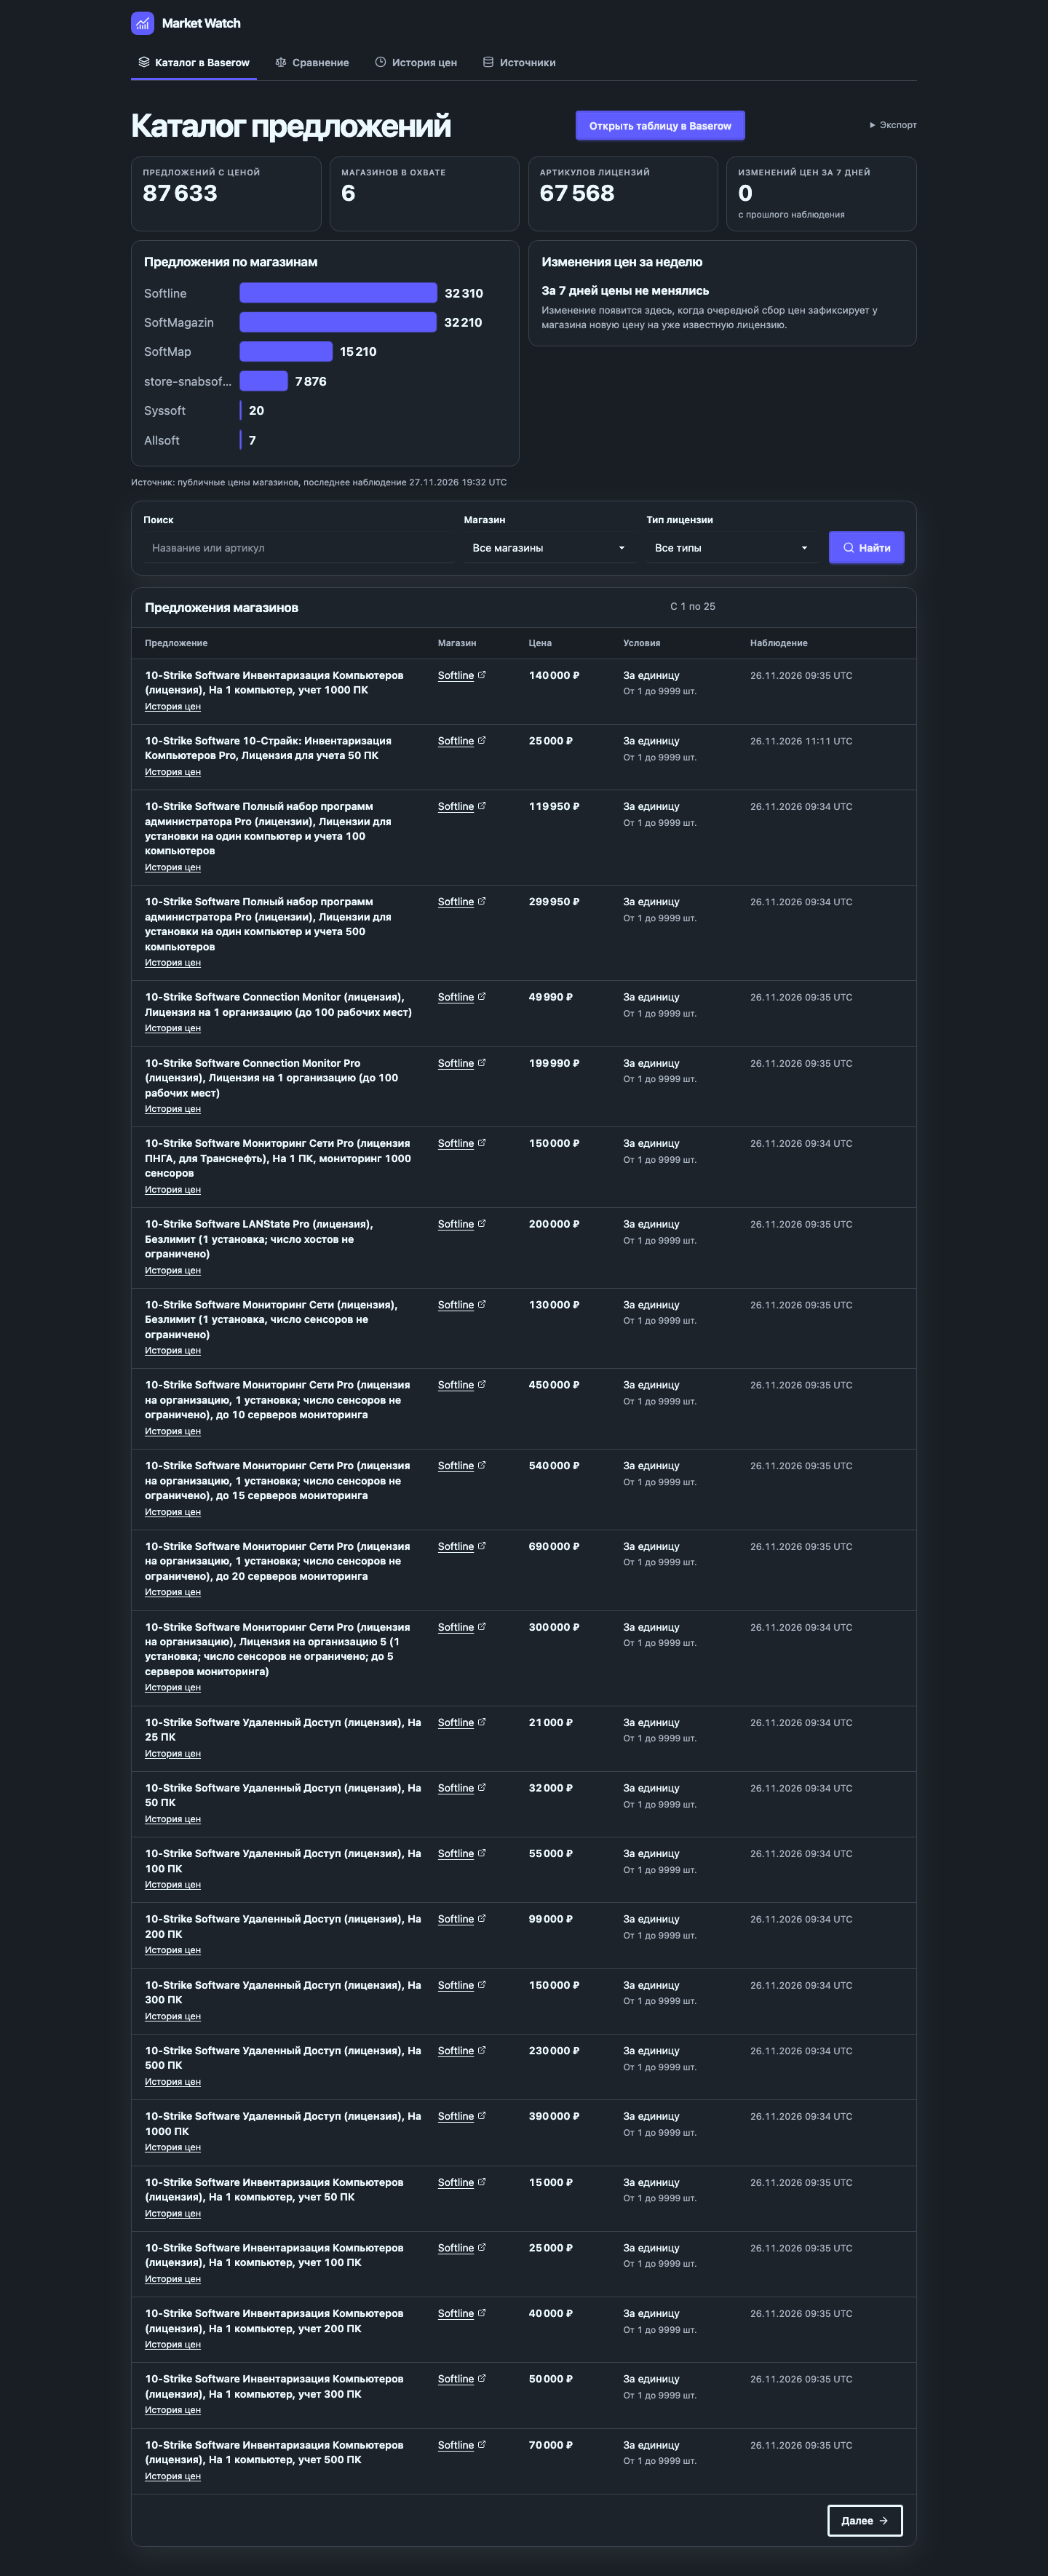 Market Watch
Каталог в Baserow
Сравнение
История цен
Источники
Каталог предложений
Открыть таблицу в Baserow
Экспорт
ПРЕДЛОЖЕНИЙ С ЦЕНОЙ
87 633
МАГАЗИНОВ В ОХВАТЕ
6
АРТИКУЛОВ ЛИЦЕНЗИЙ
67 568
ИЗМЕНЕНИЙ ЦЕН ЗА 7 ДНЕЙ
0
с прошлого наблюдения
Предложения по магазинам
Softline 32 310
SoftMagazin 32 210
SoftMap 15 210
store-snabsof... 7 876
Syssoft 20
Allsoft 7
Изменения цен за неделю
За 7 дней цены не менялись
Изменение появится здесь, когда очередной сбор цен зафиксирует у
магазина новую цену на уже известную лицензию.
Источник: публичные цены магазинов, последнее наблюдение 27.11.2026 19:32 UTC
Поиск
Название или артикул
Магазин
Все магазины
Тип лицензии
Все типы
Найти
Предложения магазинов
С 1 по 25
Предложение Магазин Цена Условия Наблюдение
10-Strike Software Инвентаризация Компьютеров Softline 140 000 ₽ За единицу 26.11.2026 09:35 UTC
(лицензия), На 1 компьютер, учет 1000 ПК От 1 до 9999 шт.
История цен
10-Strike Software 10-Страйк: Инвентаризация Softline 25 000 ₽ За единицу 26.11.2026 11:11 UTC
Компьютеров Pro, Лицензия для учета 50 ПК От 1 до 9999 шт.
История цен
10-Strike Software Полный набор программ Softline 119 950 ₽ За единицу 26.11.2026 09:34 UTC
администратора Pro (лицензии), Лицензии для От 1 до 9999 шт.
установки на один компьютер и учета 100
компьютеров
История цен
10-Strike Software Полный набор программ Softline 299 950 ₽ За единицу 26.11.2026 09:34 UTC
администратора Pro (лицензии), Лицензии для От 1 до 9999 шт.
установки на один компьютер и учета 500
компьютеров
История цен
10-Strike Software Connection Monitor (лицензия), Softline 49 990 ₽ За единицу 26.11.2026 09:35 UTC
Лицензия на 1 организацию (до 100 рабочих мест) От 1 до 9999 шт.
История цен
10-Strike Software Connection Monitor Pro Softline 199 990 ₽ За единицу 26.11.2026 09:35 UTC
(лицензия), Лицензия на 1 организацию (до 100 От 1 до 9999 шт.
рабочих мест)
История цен
10-Strike Software Мониторинг Сети Pro (лицензия Softline 150 000 ₽ За единицу 26.11.2026 09:34 UTC
ПНГА, для Транснефть), На 1 ПК, мониторинг 1000 От 1 до 9999 шт.
сенсоров
История цен
10-Strike Software LANState Pro (лицензия), Softline 200 000 ₽ За единицу 26.11.2026 09:35 UTC
Безлимит (1 установка; число хостов не От 1 до 9999 шт.
ограничено)
История цен
10-Strike Software Мониторинг Сети (лицензия), Softline 130 000 ₽ За единицу 26.11.2026 09:35 UTC
Безлимит (1 установка, число сенсоров не От 1 до 9999 шт.
ограничено)
История цен
10-Strike Software Мониторинг Сети Pro (лицензия Softline 450 000 ₽ За единицу 26.11.2026 09:35 UTC
на организацию, 1 установка; число сенсоров не От 1 до 9999 шт.
ограничено), до 10 серверов мониторинга
История цен
10-Strike Software Мониторинг Сети Pro (лицензия Softline 540 000 ₽ За единицу 26.11.2026 09:35 UTC
на организацию, 1 установка; число сенсоров не От 1 до 9999 шт.
ограничено), до 15 серверов мониторинга
История цен
10-Strike Software Мониторинг Сети Pro (лицензия Softline 690 000 ₽ За единицу 26.11.2026 09:35 UTC
на организацию, 1 установка; число сенсоров не От 1 до 9999 шт.
ограничено), до 20 серверов мониторинга
История цен
10-Strike Software Мониторинг Сети Pro (лицензия Softline 300 000 ₽ За единицу 26.11.2026 09:34 UTC
на организацию), Лицензия на организацию 5 (1 От 1 до 9999 шт.
установка; число сенсоров не ограничено; до 5
серверов мониторинга)
История цен
10-Strike Software Удаленный Доступ (лицензия), На Softline 21 000 ₽ За единицу 26.11.2026 09:34 UTC
25 ПК От 1 до 9999 шт.
История цен
10-Strike Software Удаленный Доступ (лицензия), На Softline 32 000 ₽ За единицу 26.11.2026 09:34 UTC
50 ПК От 1 до 9999 шт.
История цен
10-Strike Software Удаленный Доступ (лицензия), На Softline 55 000 ₽ За единицу 26.11.2026 09:34 UTC
100 ПК От 1 до 9999 шт.
История цен
10-Strike Software Удаленный Доступ (лицензия), На Softline 99 000 ₽ За единицу 26.11.2026 09:34 UTC
200 ПК От 1 до 9999 шт.
История цен
10-Strike Software Удаленный Доступ (лицензия), На Softline 150 000 ₽ За единицу 26.11.2026 09:34 UTC
300 ПК От 1 до 9999 шт.
История цен
10-Strike Software Удаленный Доступ (лицензия), На Softline 230 000 ₽ За единицу 26.11.2026 09:34 UTC
500 ПК От 1 до 9999 шт.
История цен
10-Strike Software Удаленный Доступ (лицензия), На Softline 390 000 ₽ За единицу 26.11.2026 09:34 UTC
1000 ПК От 1 до 9999 шт.
История цен
10-Strike Software Инвентаризация Компьютеров Softline 15 000 ₽ За единицу 26.11.2026 09:35 UTC
(лицензия), На 1 компьютер, учет 50 ПК От 1 до 9999 шт.
История цен
10-Strike Software Инвентаризация Компьютеров Softline 25 000 ₽ За единицу 26.11.2026 09:35 UTC
(лицензия), На 1 компьютер, учет 100 ПК От 1 до 9999 шт.
История цен
10-Strike Software Инвентаризация Компьютеров Softline 40 000 ₽ За единицу 26.11.2026 09:35 UTC
(лицензия), На 1 компьютер, учет 200 ПК От 1 до 9999 шт.
История цен
10-Strike Software Инвентаризация Компьютеров Softline 50 000 ₽ За единицу 26.11.2026 09:35 UTC
(лицензия), На 1 компьютер, учет 300 ПК От 1 до 9999 шт.
История цен
10-Strike Software Инвентаризация Компьютеров Softline 70 000 ₽ За единицу 26.11.2026 09:35 UTC
(лицензия), На 1 компьютер, учет 500 ПК От 1 до 9999 шт.
История цен
Далее